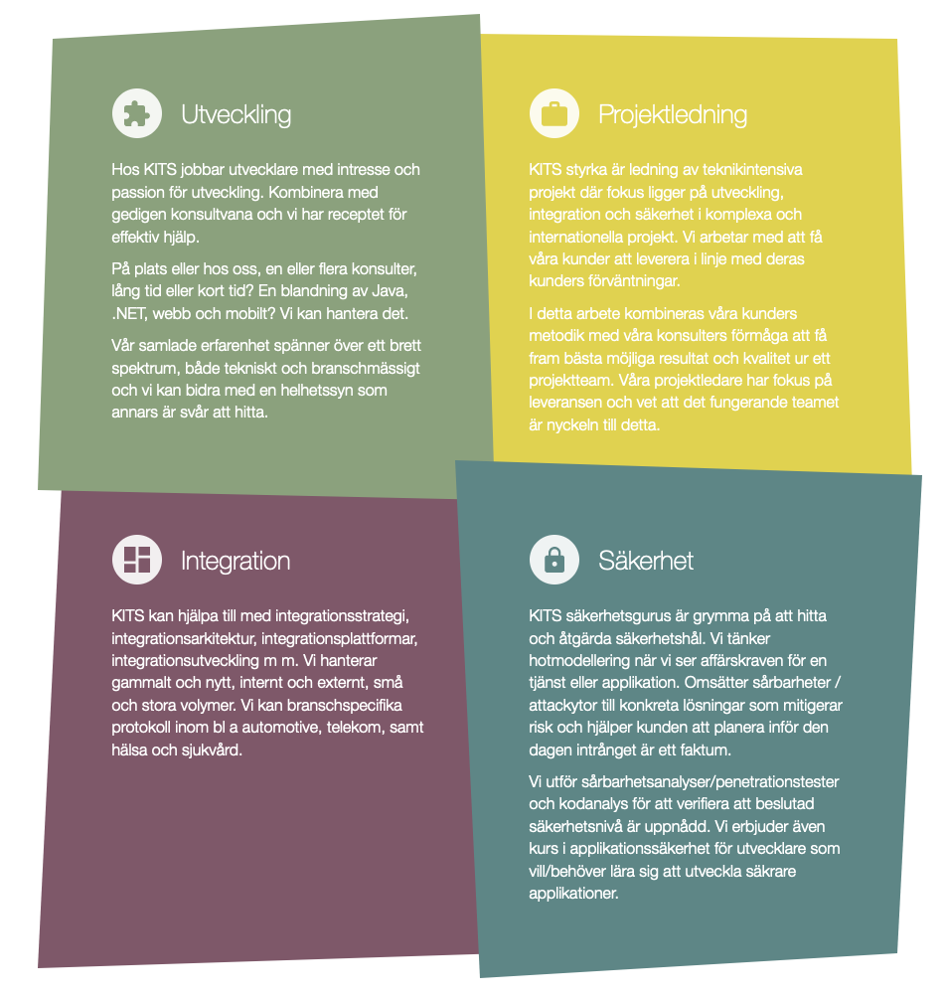 Utveckling
Hos KITS jobbar utvecklare med intresse och
passion för utveckling. Kombinera med
gedigen konsultvana och vi har receptet för
effektiv hjälp.
På plats eller hos oss, en eller flera konsulter,
lång tid eller kort tid? En blandning av Java,
.NET, webb och mobilt? Vi kan hantera det.
Vår samlade erfarenhet spänner över ett brett
spektrum, både tekniskt och branschmässigt
och vi kan bidra med en helhetssyn som
annars är svår att hitta.
Projektledning
KITS styrka är ledning av teknikintensiva
projekt där fokus ligger på utveckling,
integration och säkerhet i komplexa och
internationella projekt. Vi arbetar med att få
våra kunder att leverera i linje med deras
kunders förväntningar.
I detta arbete kombineras våra kunders
metodik med våra konsulters förmåga att få
fram bästa möjliga resultat och kvalitet ur ett
projektteam. Våra projektledare har fokus på
leveransen och vet att det fungerande teamet
är nyckeln till detta.
Integration
KITS kan hjälpa till med integrationsstrategi,
integrationsarkitektur, integrationsplattformar,
integrationsutveckling m m. Vi hanterar
gammalt och nytt, internt och externt, små
och stora volymer. Vi kan branschspecifika
protokoll inom bl a automotive, telekom, samt
hälsa och sjukvård.
Säkerhet
KITS säkerhetsgurus är grymma på att hitta
och åtgärda säkerhetshål. Vi tänker
hotmodellering när vi ser affärskraven för en
tjänst eller applikation. Omsätter sårbarheter /
attackytor till konkreta lösningar som mitigerar
risk och hjälper kunden att planera inför den
dagen intrånget är ett faktum.
Vi utför sårbarhetsanalyser/penetrationstester
och kodanalys för att verifiera att beslutad
säkerhetsnivå är uppnådd. Vi erbjuder även
kurs i applikationssäkerhet för utvecklare som
vill/behöver lära sig att utveckla säkrare
applikationer.